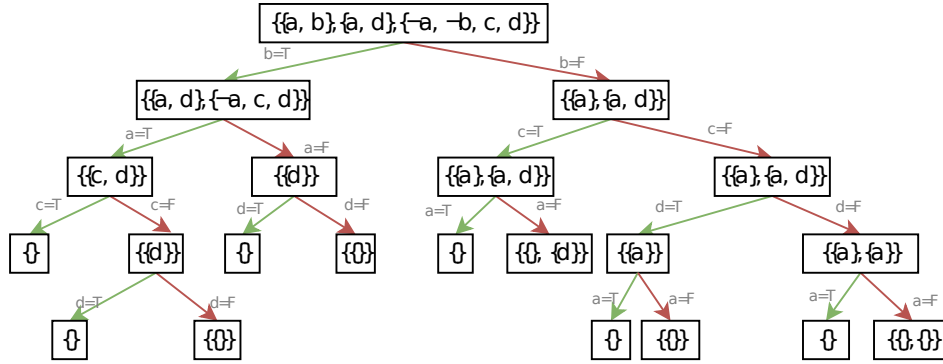 {{a, b},{a, d},{¬a, ¬b, c, d}}
b=T
b=F
{{a, d},{¬a, c, d}}
{{a},{a, d}}
a=T
a=F
c=T
c=F
{{c, d}}
{{d}}
{{a},{a, d}}
{{a},{a, d}}
c=T
c=F
d=T
d=F
a=T
a=F
d=T
d=F
{}
{{d}}
{}
{{}}
{}
{{}, {d}}
{{a}}
{{a},{a}}
d=T
d=F
a=T
a=F
a=T
a=F
{}
{{}}
{}
{{}}
{}
{{},{}}